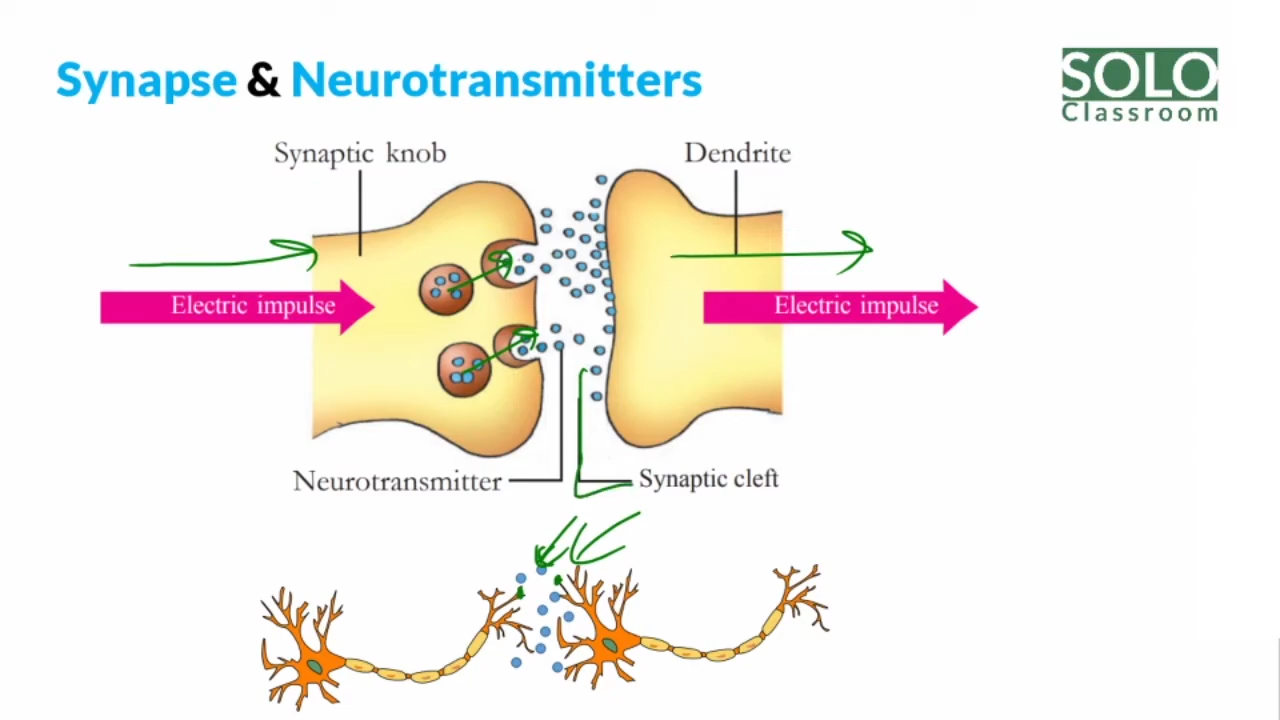 Synapse & Neurotransmitters
SOLO
Classroom
Synaptic knob
Dendrite
Electric impulse
Electric impulse
Neurotransmitter
Synaptic cleft